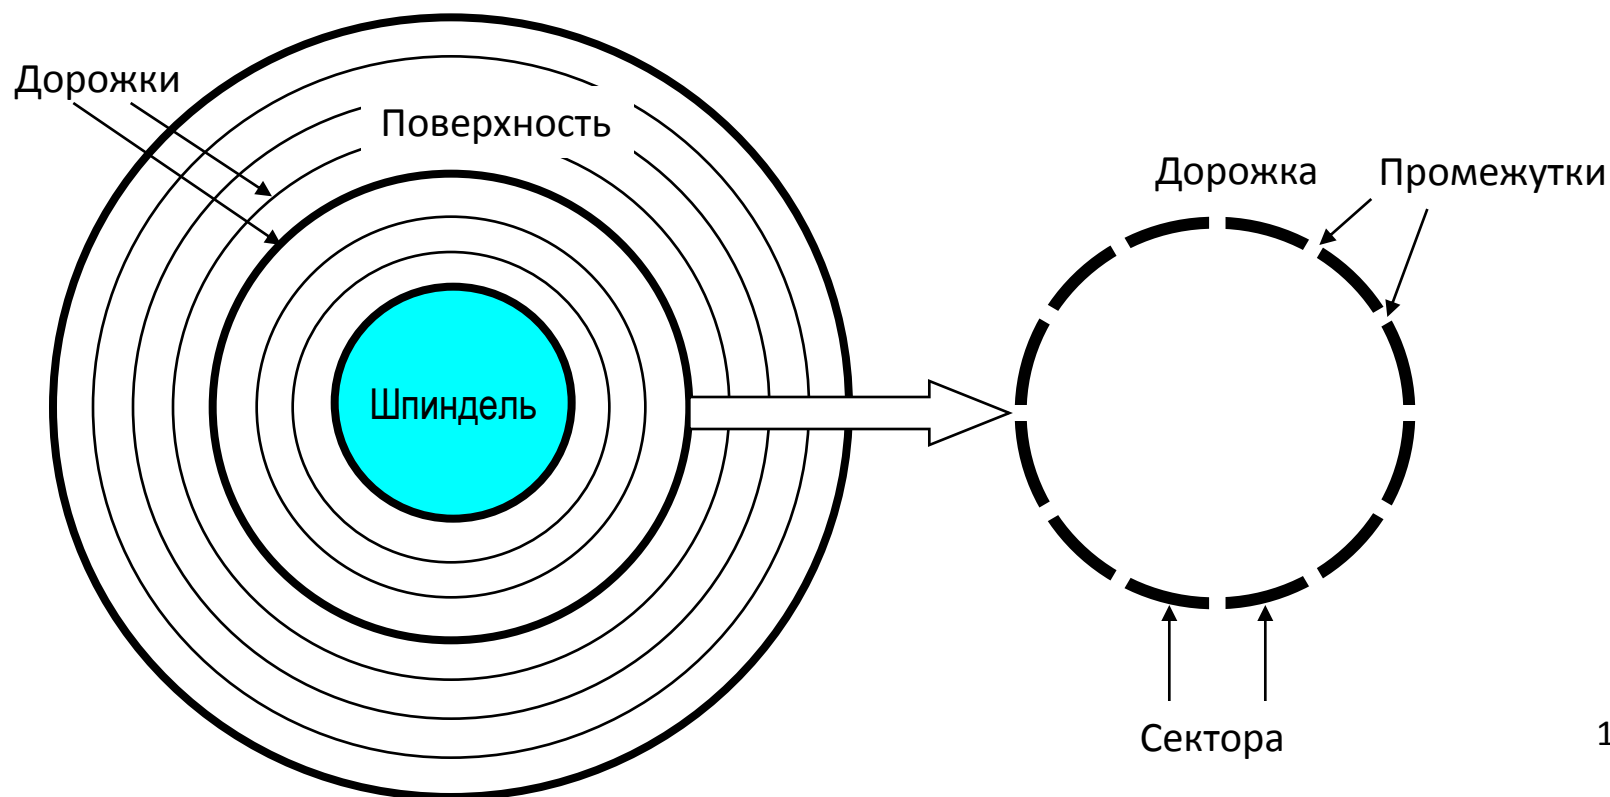 Дорожки
Поверхность
Шпиндель
Дорожка
Промежутки
Сектора
1